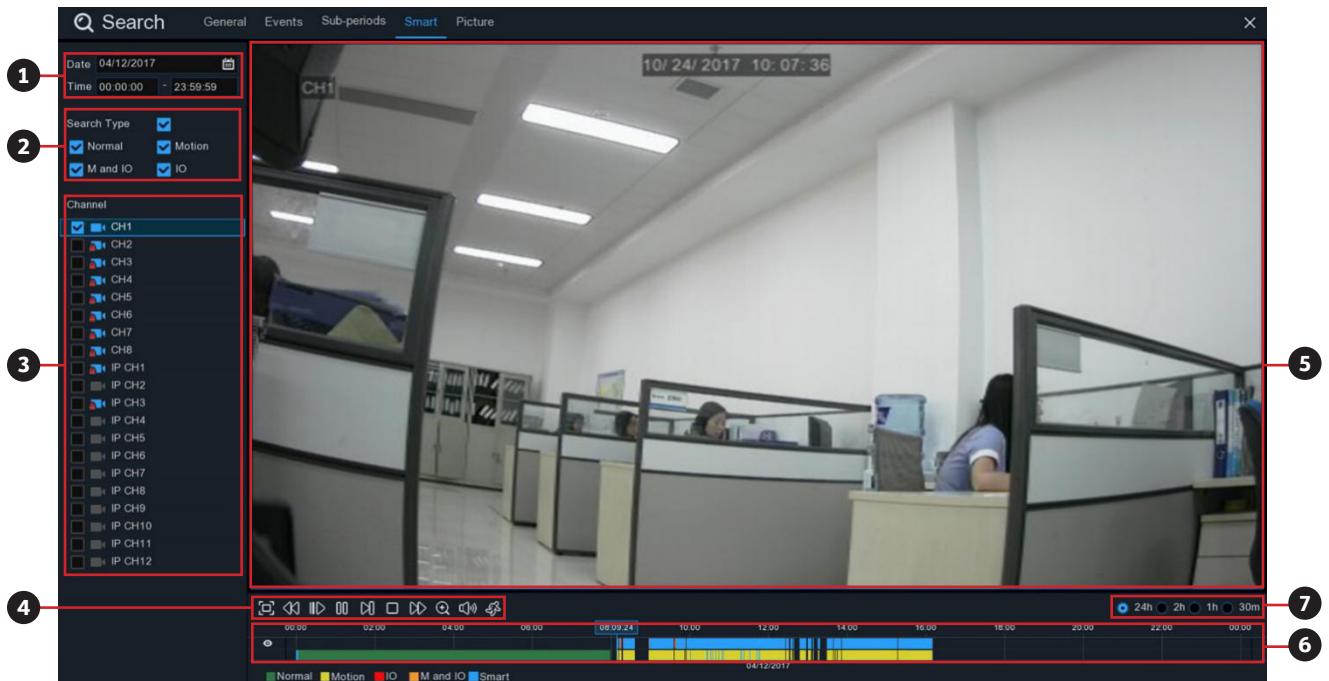 Search General Events Sub-periods Smart Picture
1
Date 04/12/2017
Time 00:00:00 - 23:59:59
2
Search Type
Normal Motion
M and IO IO
3
Channel
CH1
CH2
CH3
CH4
CH5
CH6
CH7
CH8
IP CH1
IP CH2
IP CH3
IP CH4
IP CH5
IP CH6
IP CH7
IP CH8
IP CH9
IP CH10
IP CH11
IP CH12
10/ 24/ 2017 10: 07: 36
CH1
5
4
24h 2h 1h 30m
7
00:00 02:00 04:00 06:00 08:09:24 10:00 12:00 14:00 16:00 18:00 20:00 22:00 00:00
6
04/12/2017
Normal Motion IO M and IO Smart